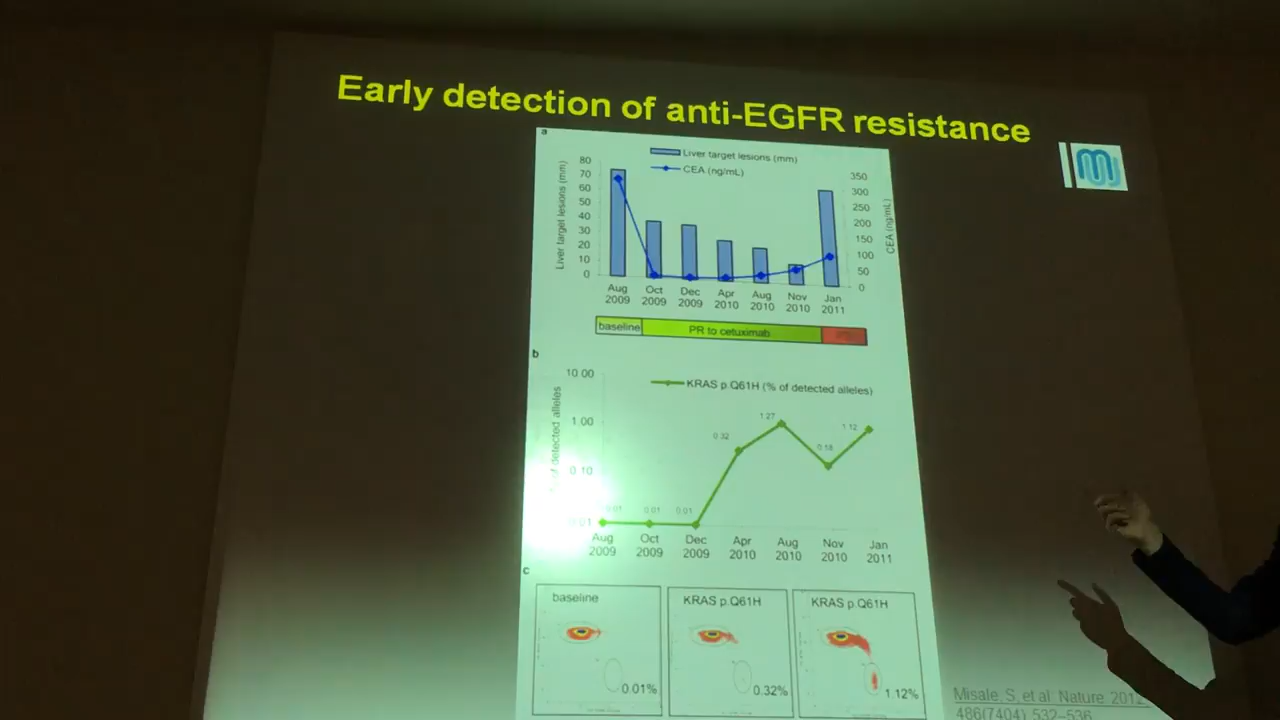 Early detection of anti-EGFR resistance
a
Liver target lesions (mm)
CEA (ng/mL)
Liver target lesions (mm)
80
70
60
50
40
30
20
10
0
350
300
250
200
150
100
50
0
CEA (ng/mL)
Aug Oct Dec Apr Aug Nov Jan
2009 2009 2009 2010 2010 2010 2011
baseline PR to cetuximab
b
KRAS p.Q61H (% of detected alleles)
of detected alleles
10.00
1.00
0.10
0.01
0.01 0.01 0.01 0.32 1.27 0.18 1.12
Aug Oct Dec Apr Aug Nov Jan
2009 2009 2009 2010 2010 2010 2011
c
baseline
0.01%
KRAS p.Q61H
0.32%
KRAS p.Q61H
1.12%
Misale, S. et al. Nature. 2012
486(7404) 532–536